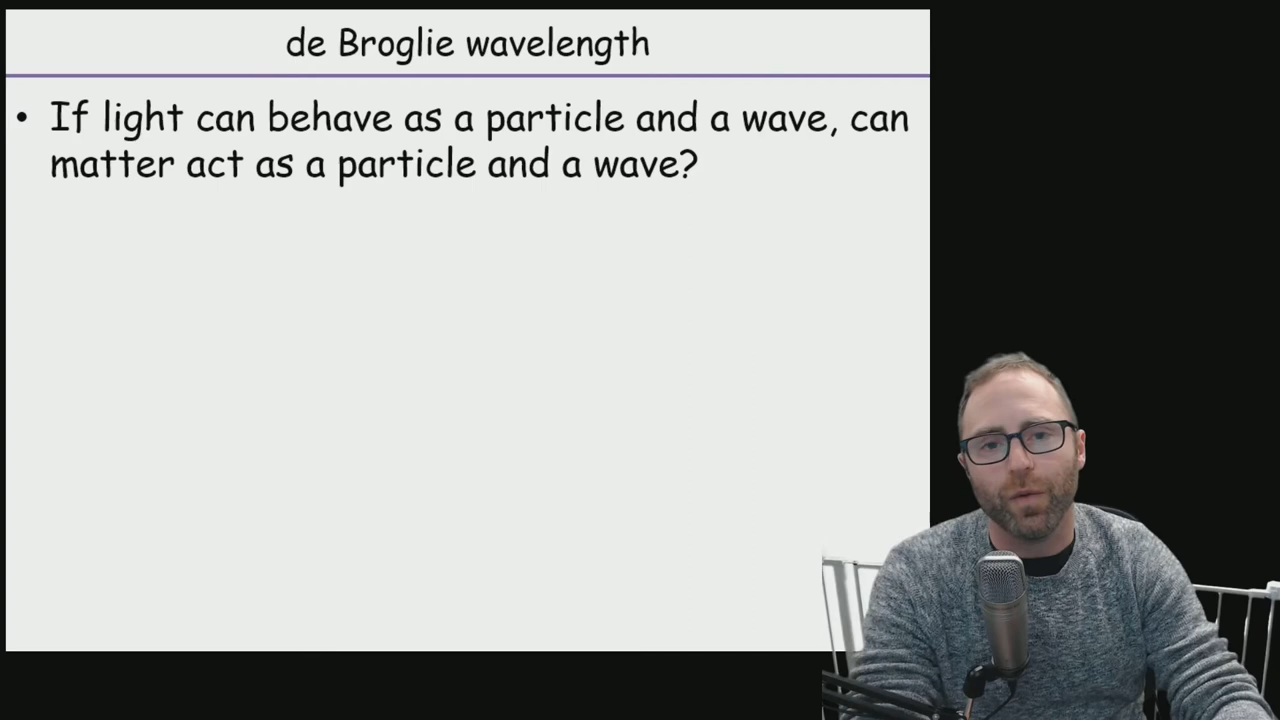 de Broglie wavelength
• If light can behave as a particle and a wave, can
matter act as a particle and a wave?